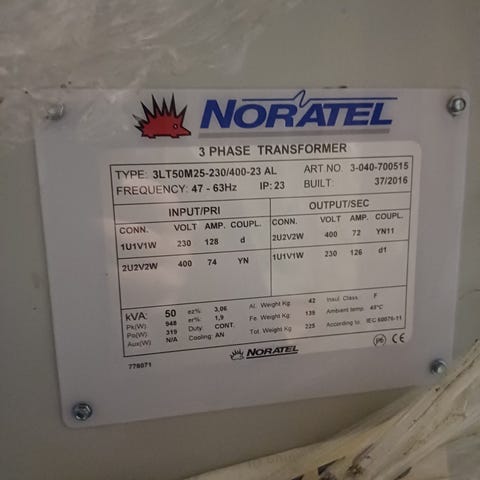 NORATEL
3 PHASE TRANSFORMER
TYPE: 3LT50M25-230/400-23 AL ART NO. 3-040-700515
FREQUENCY: 47 - 63Hz IP: 23 BUILT: 37/2016
INPUT/PRI OUTPUT/SEC
CONN. VOLT AMP. COUPL. CONN. VOLT AMP. COUPL.
1U1V1W 230 128 d 2U2V2W 400 72 YN11
2U2V2W 400 74 YN 1U1V1W 230 126 d1
kVA: 50 ez%: 3,06 Al. Weight Kg: 42 Insul. Class. F
Pk(W) 948 er%: 1,9 Fe. Weight Kg: 139 Ambient temp: 40°C
Po(W) 319 Duty: CONT. Tot. Weight Kg: 225 According to: IEC 60076-11
Aux(W) N/A Cooling: AN
NORATEL
778071
CE